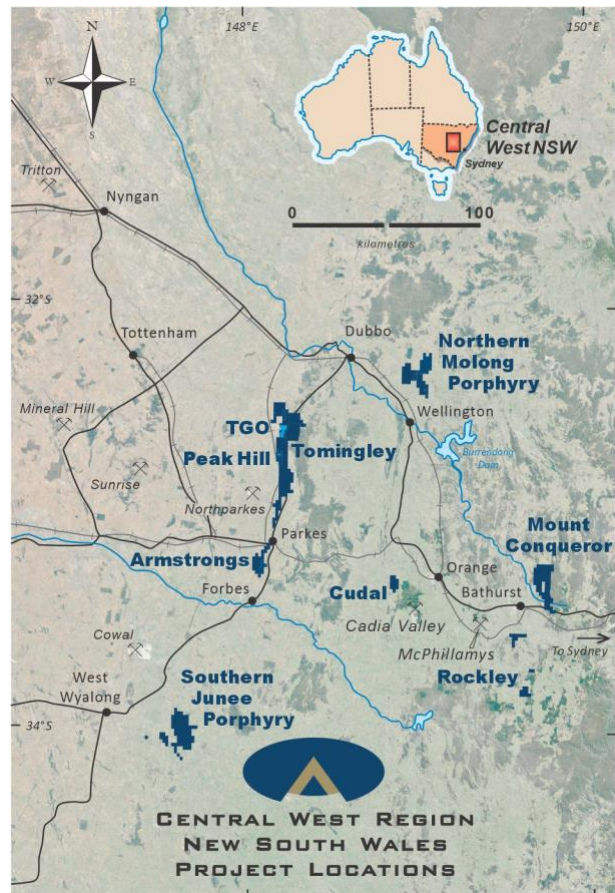 148°E
150°E
N
W
E
S
Central
West NSW
Sydney
0
100
kilometres
Tritton
Nyngan
32°S
Tottenham
Dubbo
Northern
Molong
Porphyry
Mineral Hill
TGO
Tomingley
Wellington
Peak Hill
Burrendong
Dam
Sunrise
Northparkes
Mount
Conqueror
Parkes
Armstrongs
Orange
Cudal
Bathurst
Forbes
Cadia Valley
McPhillamys
To Sydney
Cowal
West
Wyalong
Southern
Junee
Porphyry
Rockley
34°S
CENTRAL WEST REGION
NEW SOUTH WALES
PROJECT LOCATIONS